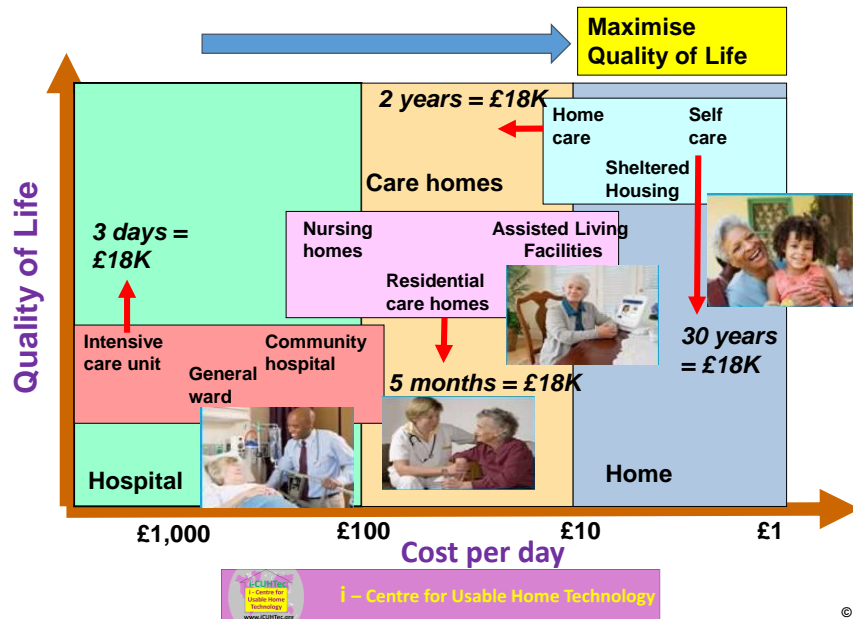 Maximise
Quality of Life
2 years = £18K
Home
care
Self
care
Sheltered
Housing
Care homes
Quality of Life
3 days =
£18K
Nursing
homes
Assisted Living
Facilities
Residential
care homes
Intensive
care unit
Community
hospital
General
ward
5 months = £18K
30 years
= £18K
Hospital
Home
£1,000
£100
£10
£1
Cost per day
i-CUHTec
i - Centre for
Usable Home
Technology
www.iCUHTec.org
i – Centre for Usable Home Technology
©